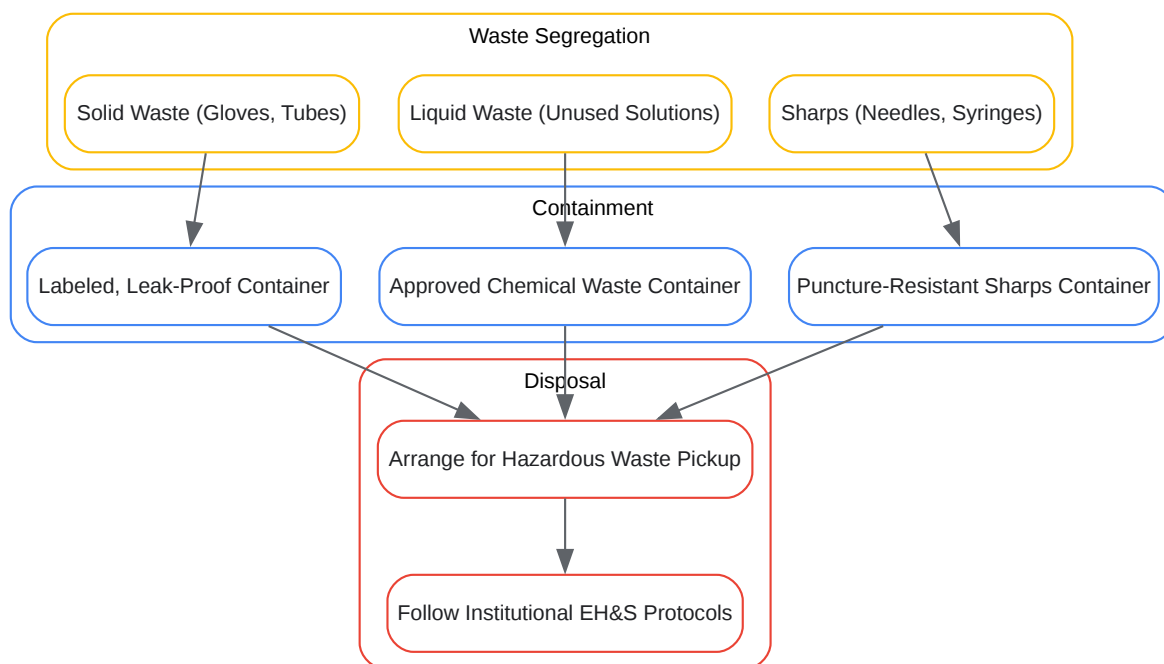 Waste Segregation
Solid Waste (Gloves, Tubes)
Liquid Waste (Unused Solutions)
Sharps (Needles, Syringes)
Containment
Labeled, Leak-Proof Container
Approved Chemical Waste Container
Puncture-Resistant Sharps Container
Disposal
Arrange for Hazardous Waste Pickup
Follow Institutional EH&S Protocols